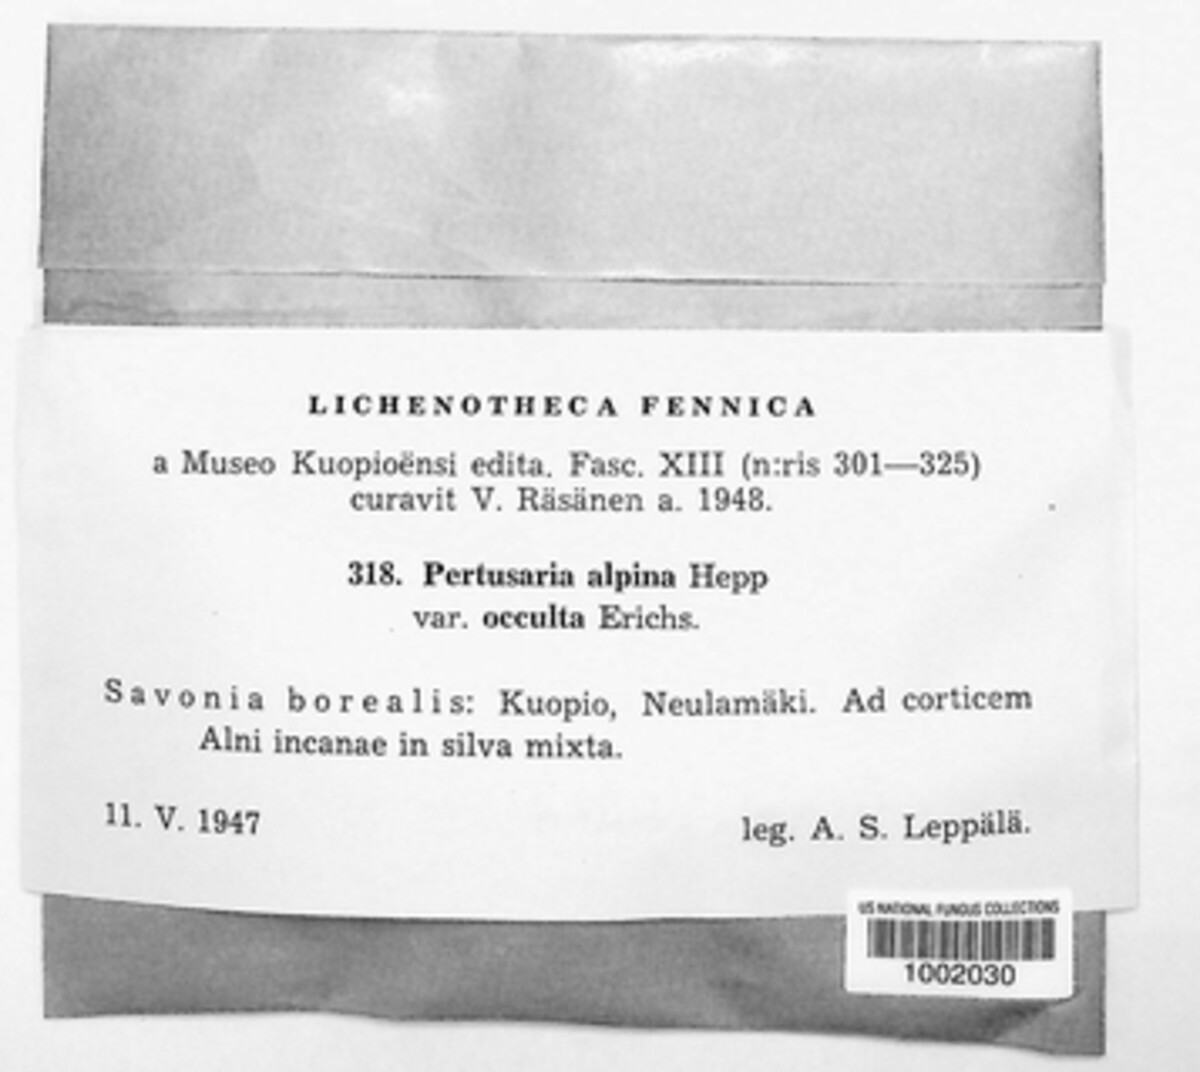 LICHENOTHECA FENNICA
a Museo Kuopioënsi edita. Fasc. XIII (n:ris 301—325)
curavit V. Räsänen a. 1948.
318. Pertusaria alpina Hepp
var. occulta Erichs.
Savonia borealis: Kuopio, Neulamäki. Ad corticem
Alni incanae in silva mixta.
11. V. 1947
leg. A. S. Leppälä.
US NATIONAL FUNGUS COLLECTIONS
1002030